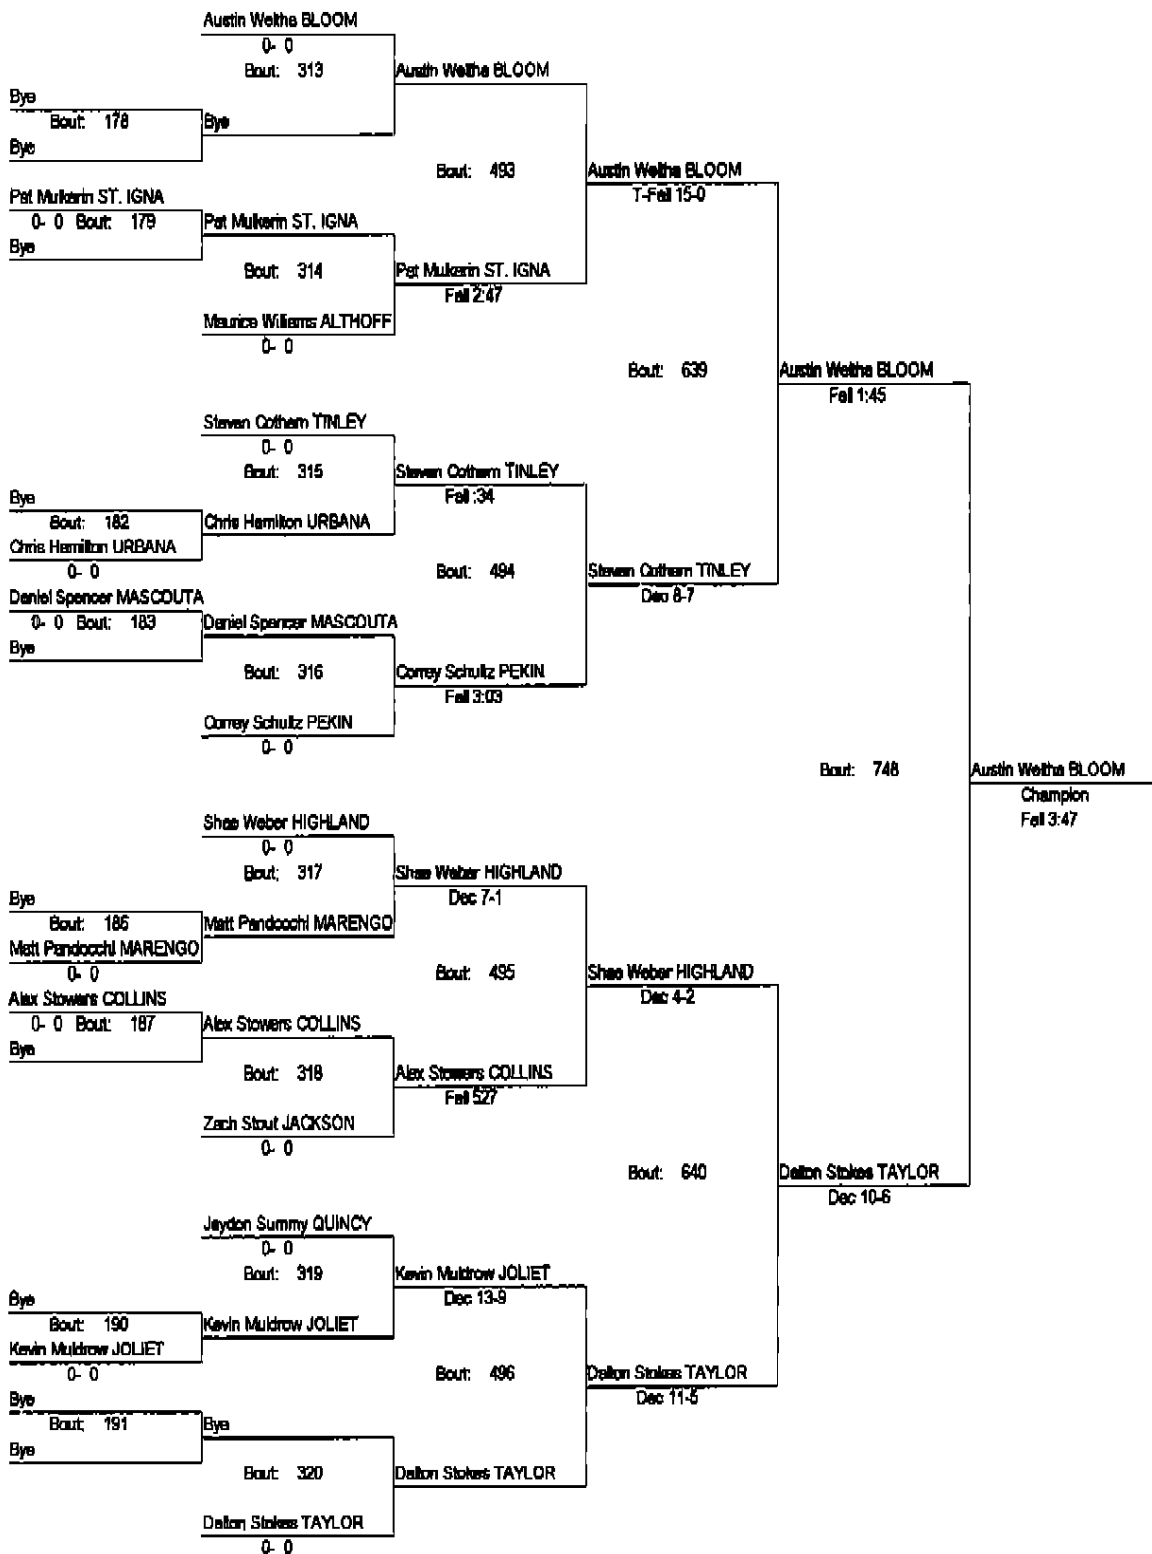 Austin Weitha BLOOM
0- 0
Bout: 313
Austin Weitha BLOOM
Bye
Bout: 178
Bye
Bye
Bout: 493
Austin Weitha BLOOM
T-Fall 15-0
Pat Mulkerin ST. IGNA
0- 0 Bout: 179
Bye
Pat Mulkerin ST. IGNA
Bout: 314
Pat Mulkerin ST. IGNA
Fall 2:47
Maurice Williams ALTHOFF
0- 0
Bout: 639
Austin Weitha BLOOM
Fall 1:45
Steven Cotham TINLEY
0- 0
Bout: 315
Steven Cotham TINLEY
Fall :34
Bye
Bout: 182
Chris Hamilton URBANA
Chris Hamilton URBANA
0- 0
Bout: 494
Steven Cotham TINLEY
Dec 8-7
Daniel Spencer MASCOUTA
0- 0 Bout: 183
Bye
Daniel Spencer MASCOUTA
Bout: 316
Correy Schultz PEKIN
Fall 3:03
Correy Schultz PEKIN
0- 0
Bout: 748
Austin Weitha BLOOM
Champion
Fall 3:47
Shae Weber HIGHLAND
0- 0
Bout: 317
Shae Weber HIGHLAND
Dec 7-1
Bye
Bout: 186
Matt Pandocchi MARENGO
Matt Pandocchi MARENGO
0- 0
Bout: 495
Shae Weber HIGHLAND
Dec 4-2
Alex Stowers COLLINS
0- 0 Bout: 187
Bye
Alex Stowers COLLINS
Bout: 318
Alex Stowers COLLINS
Fall 527
Zach Stout JACKSON
0- 0
Bout: 640
Dalton Stokes TAYLOR
Dec 10-6
Jaydon Summy QUINCY
0- 0
Bout: 319
Kevin Muldrow JOLIET
Dec 13-9
Bye
Bout: 190
Kevin Muldrow JOLIET
Kevin Muldrow JOLIET
0- 0
Bout: 496
Dalton Stokes TAYLOR
Dec 11-5
Bye
Bout: 191
Bye
Bye
Bout: 320
Dalton Stokes TAYLOR
Dalton Stokes TAYLOR
0- 0